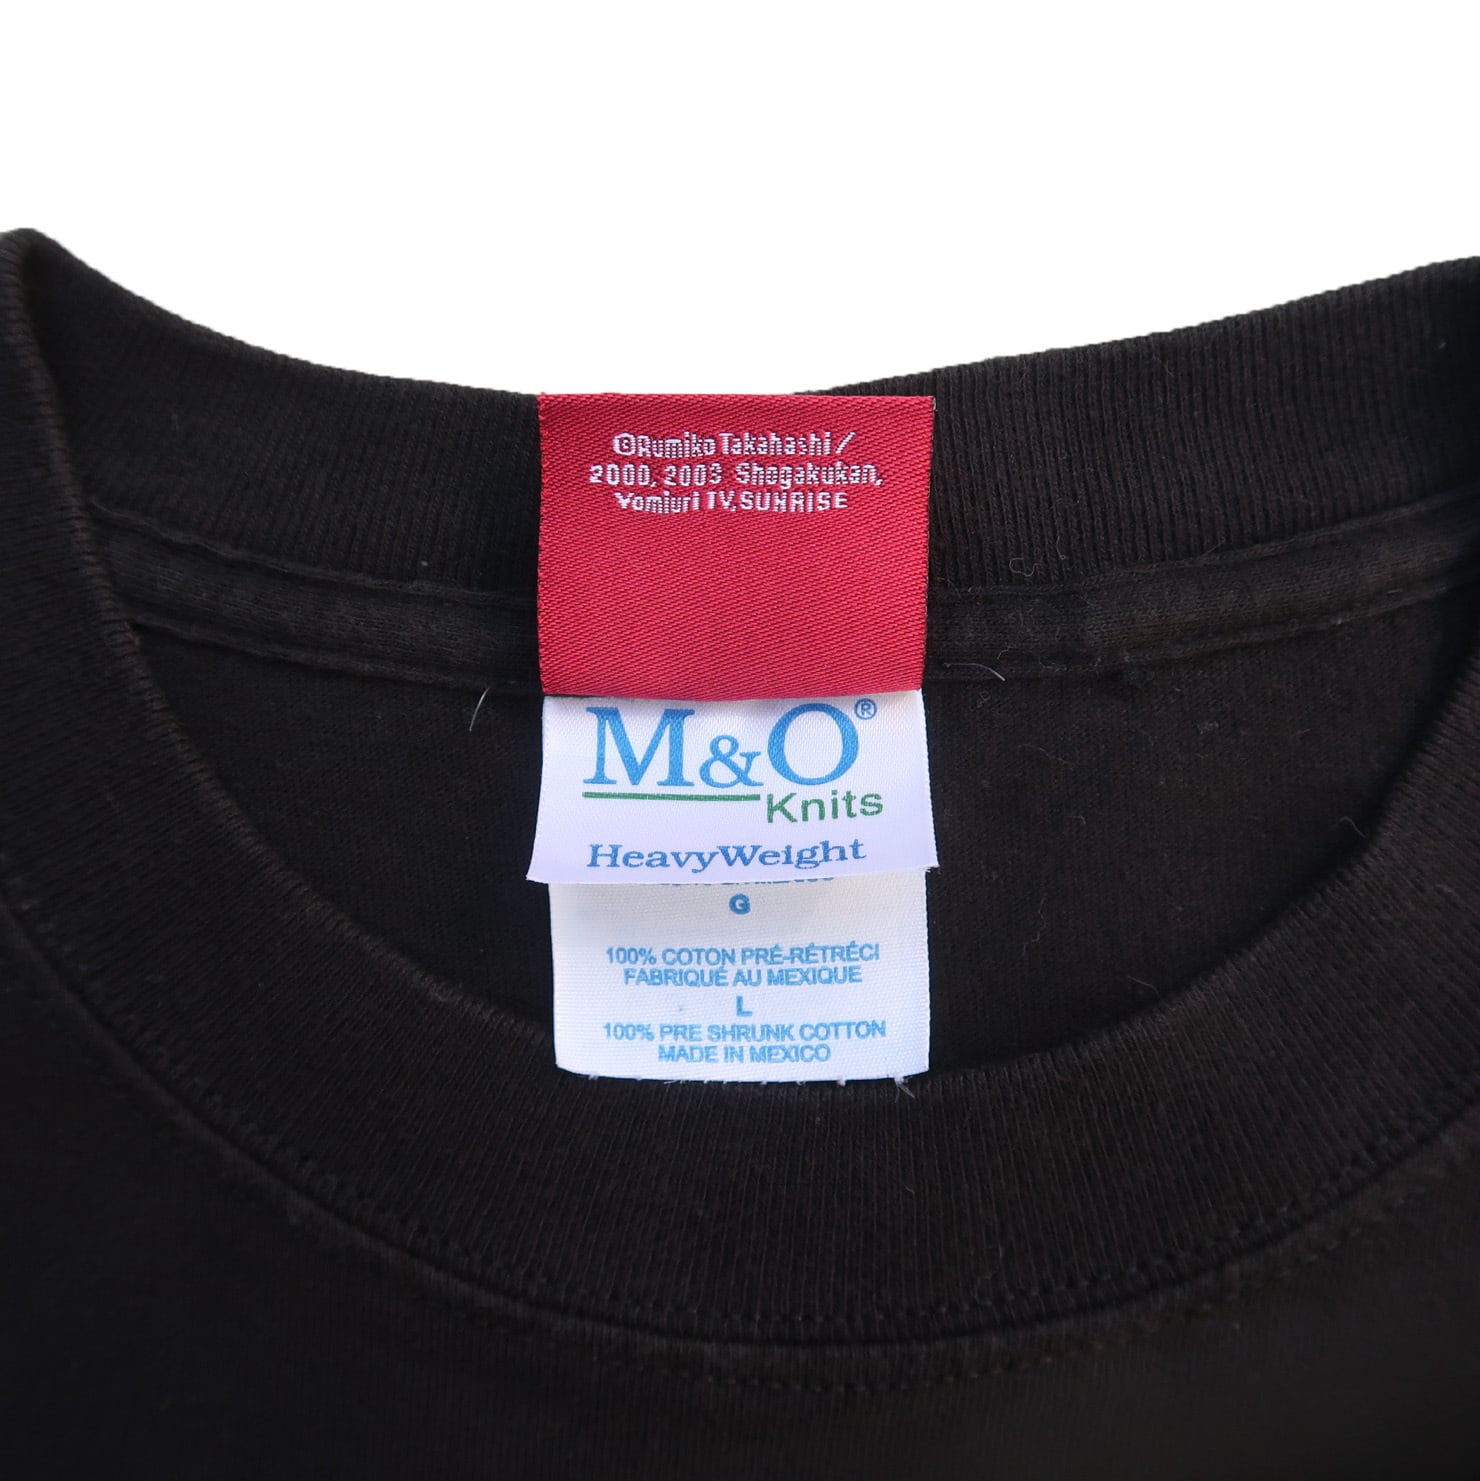 ©Rumiko Takahashi/
2000, 2003 Shogakukan,
Yomiuri TV, SUNRISE
M&O®
Knits
HeavyWeight
G
100% COTON PRÉ-RÉTRÉCI
FABRIQUÉ AU MEXIQUE
L
100% PRE SHRUNK COTTON
MADE IN MEXICO